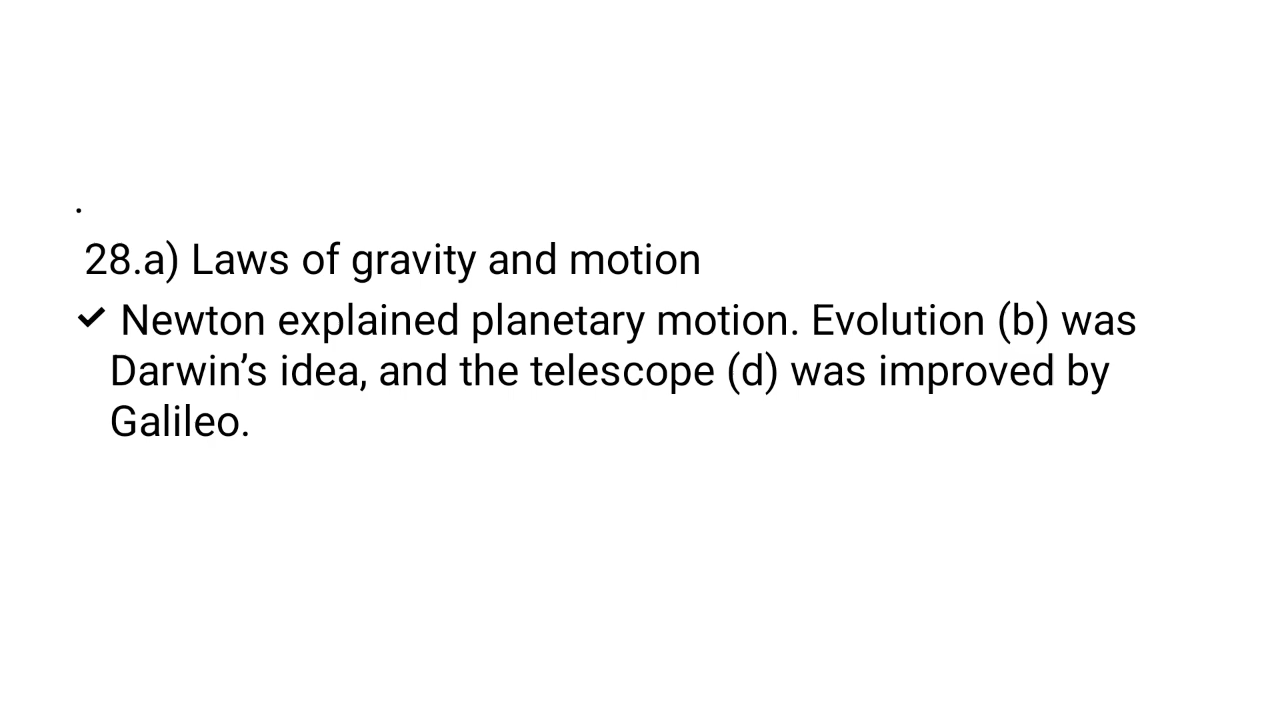 .
28.a) Laws of gravity and motion
✔ Newton explained planetary motion. Evolution (b) was
Darwin’s idea, and the telescope (d) was improved by
Galileo.